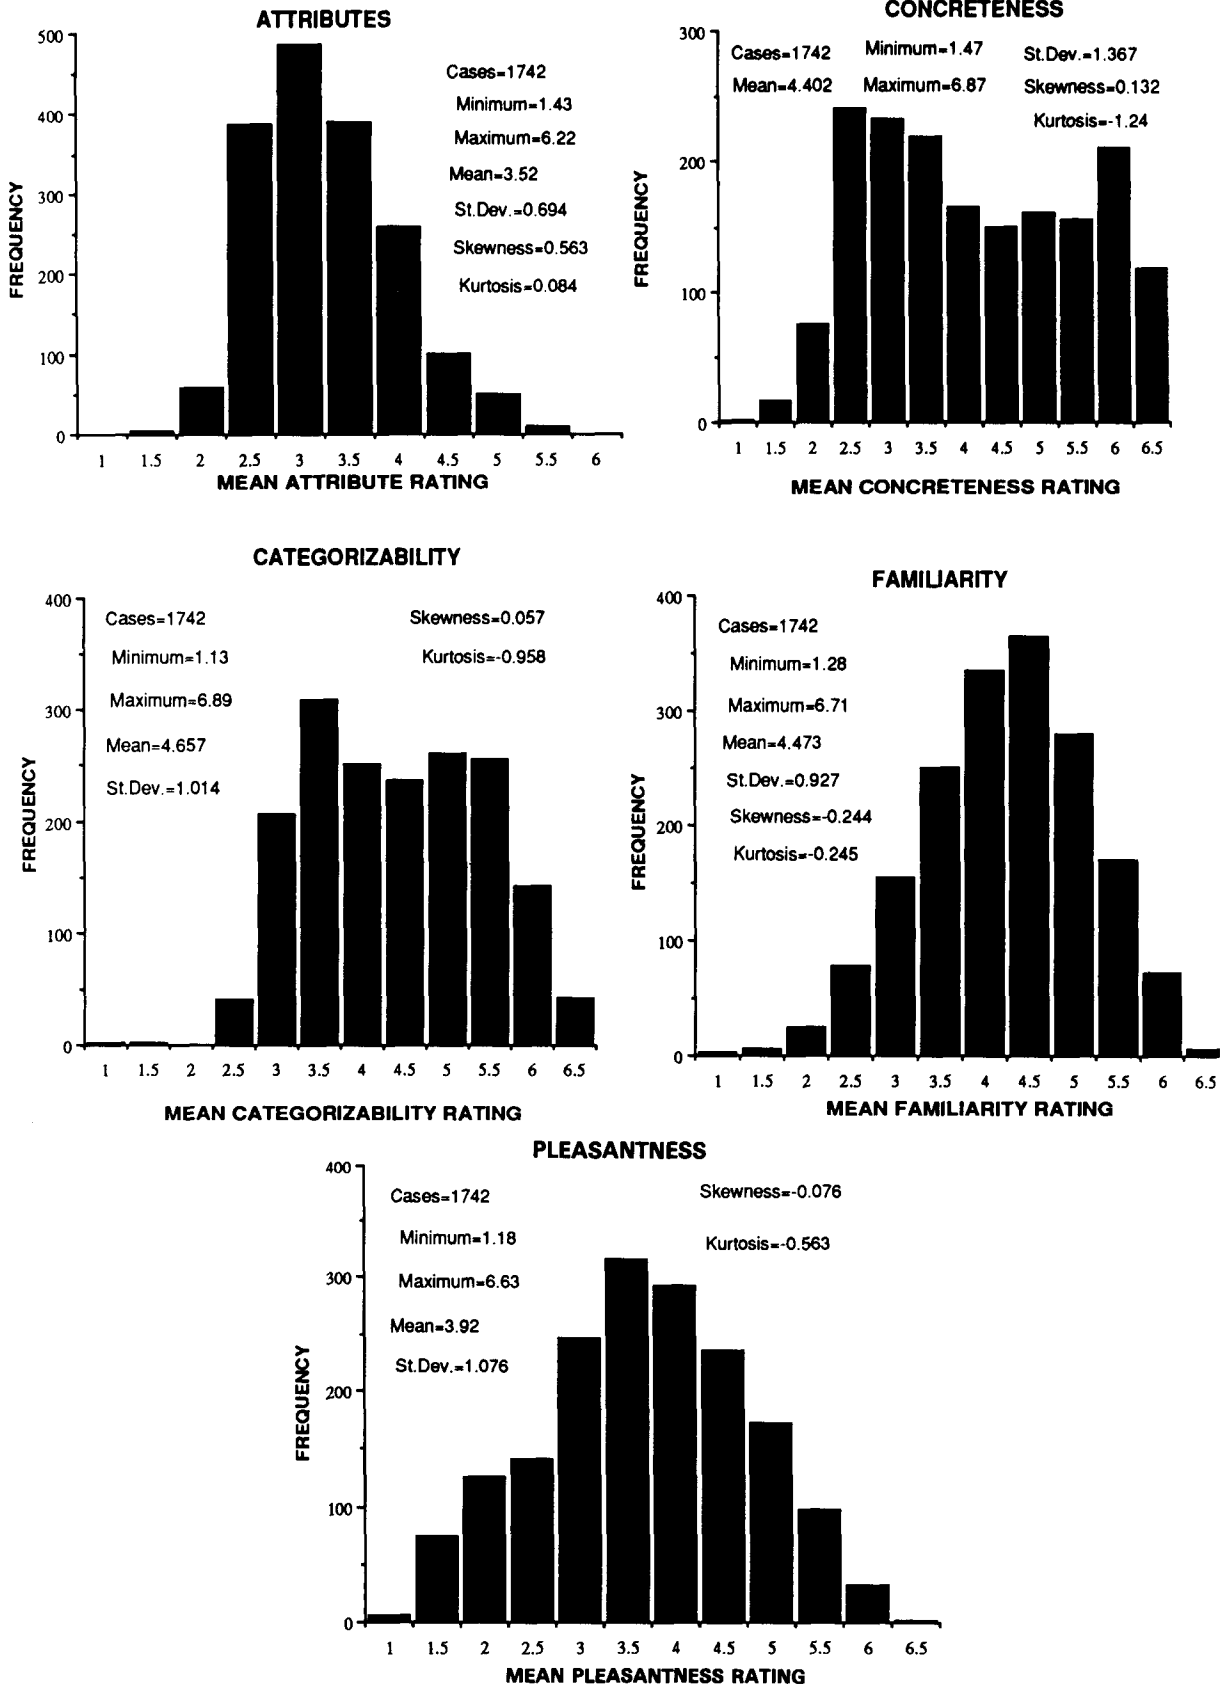 ATTRIBUTES
500
400
300
200
100
0
FREQUENCY
Cases=1742
Minimum=1.43
Maximum=6.22
Mean=3.52
St.Dev.=0.694
Skewness=0.563
Kurtosis=0.084
1 1.5 2 2.5 3 3.5 4 4.5 5 5.5 6
MEAN ATTRIBUTE RATING
CONCRETENESS
300
200
100
0
FREQUENCY
Cases=1742 Minimum=1.47 St.Dev.=1.367
Mean=4.402 Maximum=6.87 Skewness=0.132
Kurtosis=-1.24
1 1.5 2 2.5 3 3.5 4 4.5 5 5.5 6 6.5
MEAN CONCRETENESS RATING
CATEGORIZABILITY
400
300
200
100
0
FREQUENCY
Cases=1742 Skewness=0.057
Minimum=1.13 Kurtosis=-0.958
Maximum=6.89
Mean=4.657
St.Dev.=1.014
1 1.5 2 2.5 3 3.5 4 4.5 5 5.5 6 6.5
MEAN CATEGORIZABILITY RATING
FAMILIARITY
400
300
200
100
0
FREQUENCY
Cases=1742
Minimum=1.28
Maximum=6.71
Mean=4.473
St.Dev.=0.927
Skewness=-0.244
Kurtosis=-0.245
1 1.5 2 2.5 3 3.5 4 4.5 5 5.5 6 6.5
MEAN FAMILIARITY RATING
PLEASANTNESS
400
300
200
100
0
FREQUENCY
Cases=1742 Skewness=-0.076
Minimum=1.18 Kurtosis=-0.563
Maximum=6.63
Mean=3.92
St.Dev.=1.076
1 1.5 2 2.5 3 3.5 4 4.5 5 5.5 6 6.5
MEAN PLEASANTNESS RATING